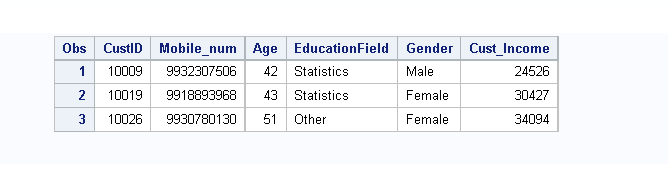 Obs CustID Mobile_num Age EducationField Gender Cust_Income
1 10009 9932307506 42 Statistics Male 24526
2 10019 9918893968 43 Statistics Female 30427
3 10026 9930780130 51 Other Female 34094